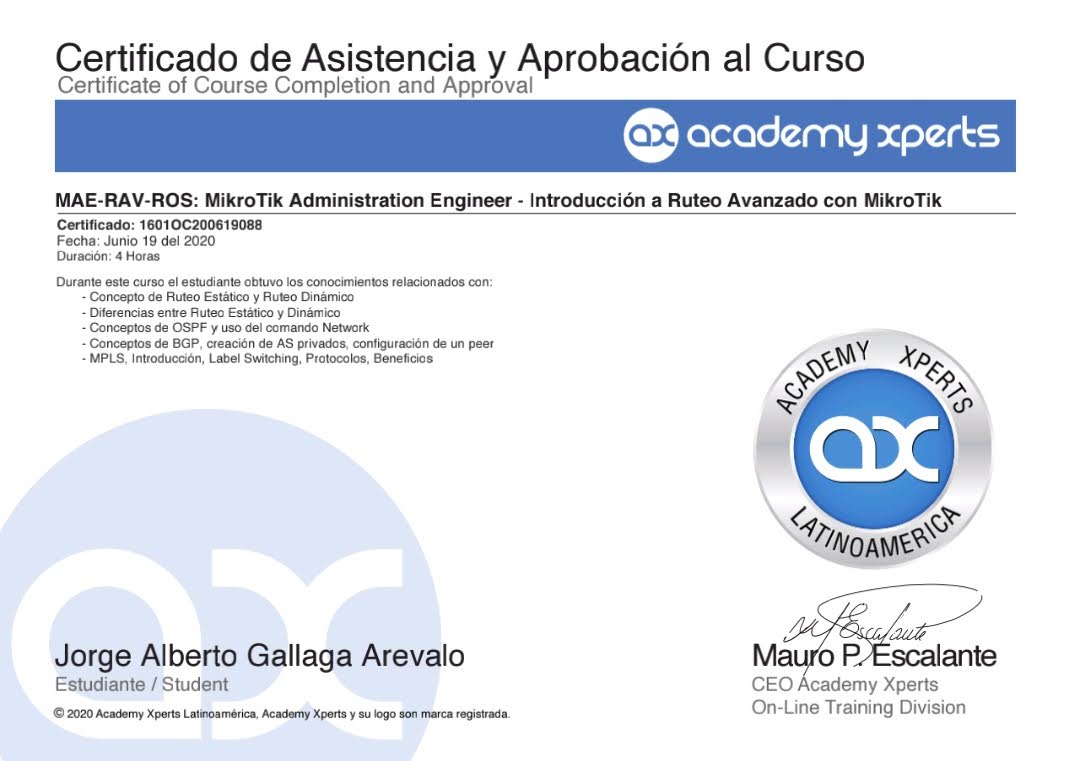 Certificado de Asistencia y Aprobación al Curso
Certificate of Course Completion and Approval
ax academy xperts
MAE-RAV-ROS: MikroTik Administration Engineer - Introducción a Ruteo Avanzado con MikroTik
Certificado: 1601OC200619088
Fecha: Junio 19 del 2020
Duración: 4 Horas
Durante este curso el estudiante obtuvo los conocimientos relacionados con:
- Concepto de Ruteo Estático y Ruteo Dinámico
- Diferencias entre Ruteo Estático y Dinámico
- Conceptos de OSPF y uso del comando Network
- Conceptos de BGP, creación de AS privados, configuración de un peer
- MPLS, Introducción, Label Switching, Protocolos, Beneficios
ACADEMY XPERTS
ax
LATINOAMERICA
ax
M P Escalante
Jorge Alberto Gallaga Arevalo
Estudiante / Student
Mauro P. Escalante
CEO Academy Xperts
On-Line Training Division
© 2020 Academy Xperts Latinoamérica, Academy Xperts y su logo son marca registrada.